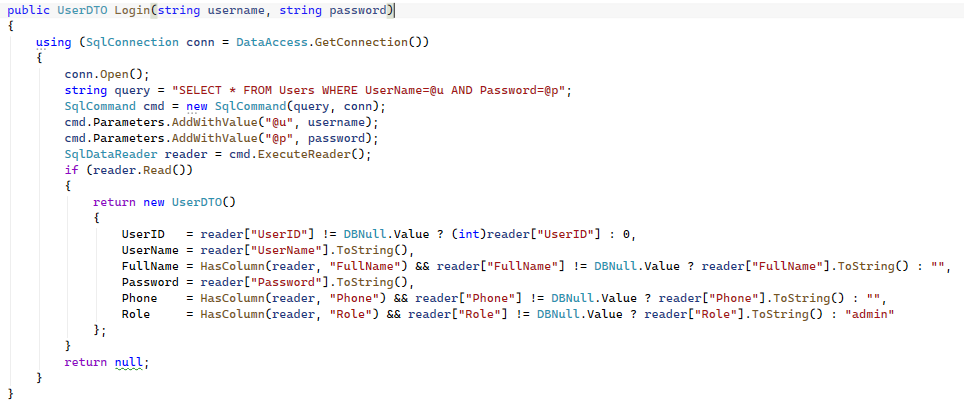 public UserDTO Login(string username, string password)
{
    using (SqlConnection conn = DataAccess.GetConnection())
    {
        conn.Open();
        string query = "SELECT * FROM Users WHERE UserName=@u AND Password=@p";
        SqlCommand cmd = new SqlCommand(query, conn);
        cmd.Parameters.AddWithValue("@u", username);
        cmd.Parameters.AddWithValue("@p", password);
        SqlDataReader reader = cmd.ExecuteReader();
        if (reader.Read())
        {
            return new UserDTO()
            {
                UserID   = reader["UserID"] != DBNull.Value ? (int)reader["UserID"] : 0,
                UserName = reader["UserName"].ToString(),
                FullName = HasColumn(reader, "FullName") && reader["FullName"] != DBNull.Value ? reader["FullName"].ToString() : "",
                Password = reader["Password"].ToString(),
                Phone    = HasColumn(reader, "Phone") && reader["Phone"] != DBNull.Value ? reader["Phone"].ToString() : "",
                Role     = HasColumn(reader, "Role") && reader["Role"] != DBNull.Value ? reader["Role"].ToString() : "admin"
            };
        }
        return null;
    }
}